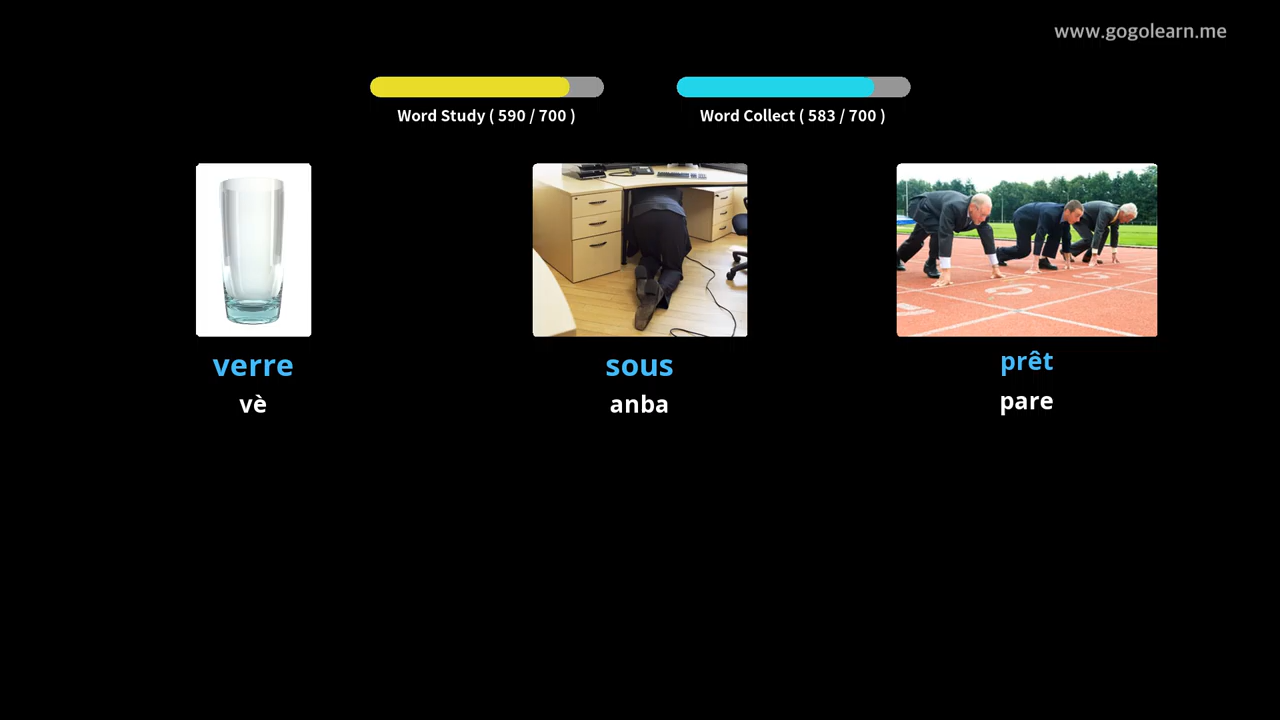 www.gogolearn.me
Word Study ( 590 / 700 )
Word Collect ( 583 / 700 )
verre
vè
sous
anba
prêt
pare